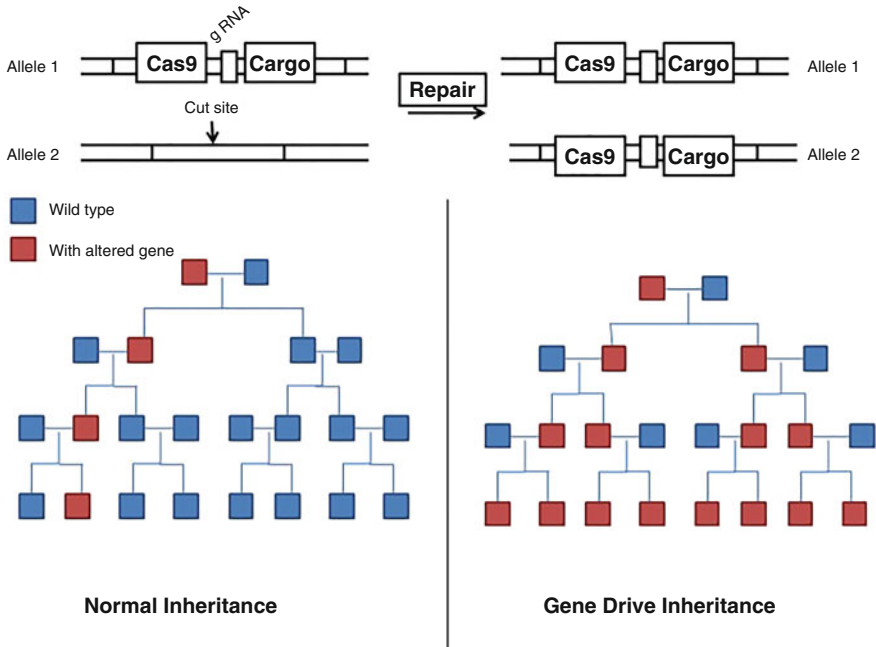 g RNA
Allele 1
Cas9
Cargo
Cut site
Allele 2
Repair
Cas9
Cargo
Allele 1
Cas9
Cargo
Allele 2
Wild type
With altered gene
Normal Inheritance
Gene Drive Inheritance